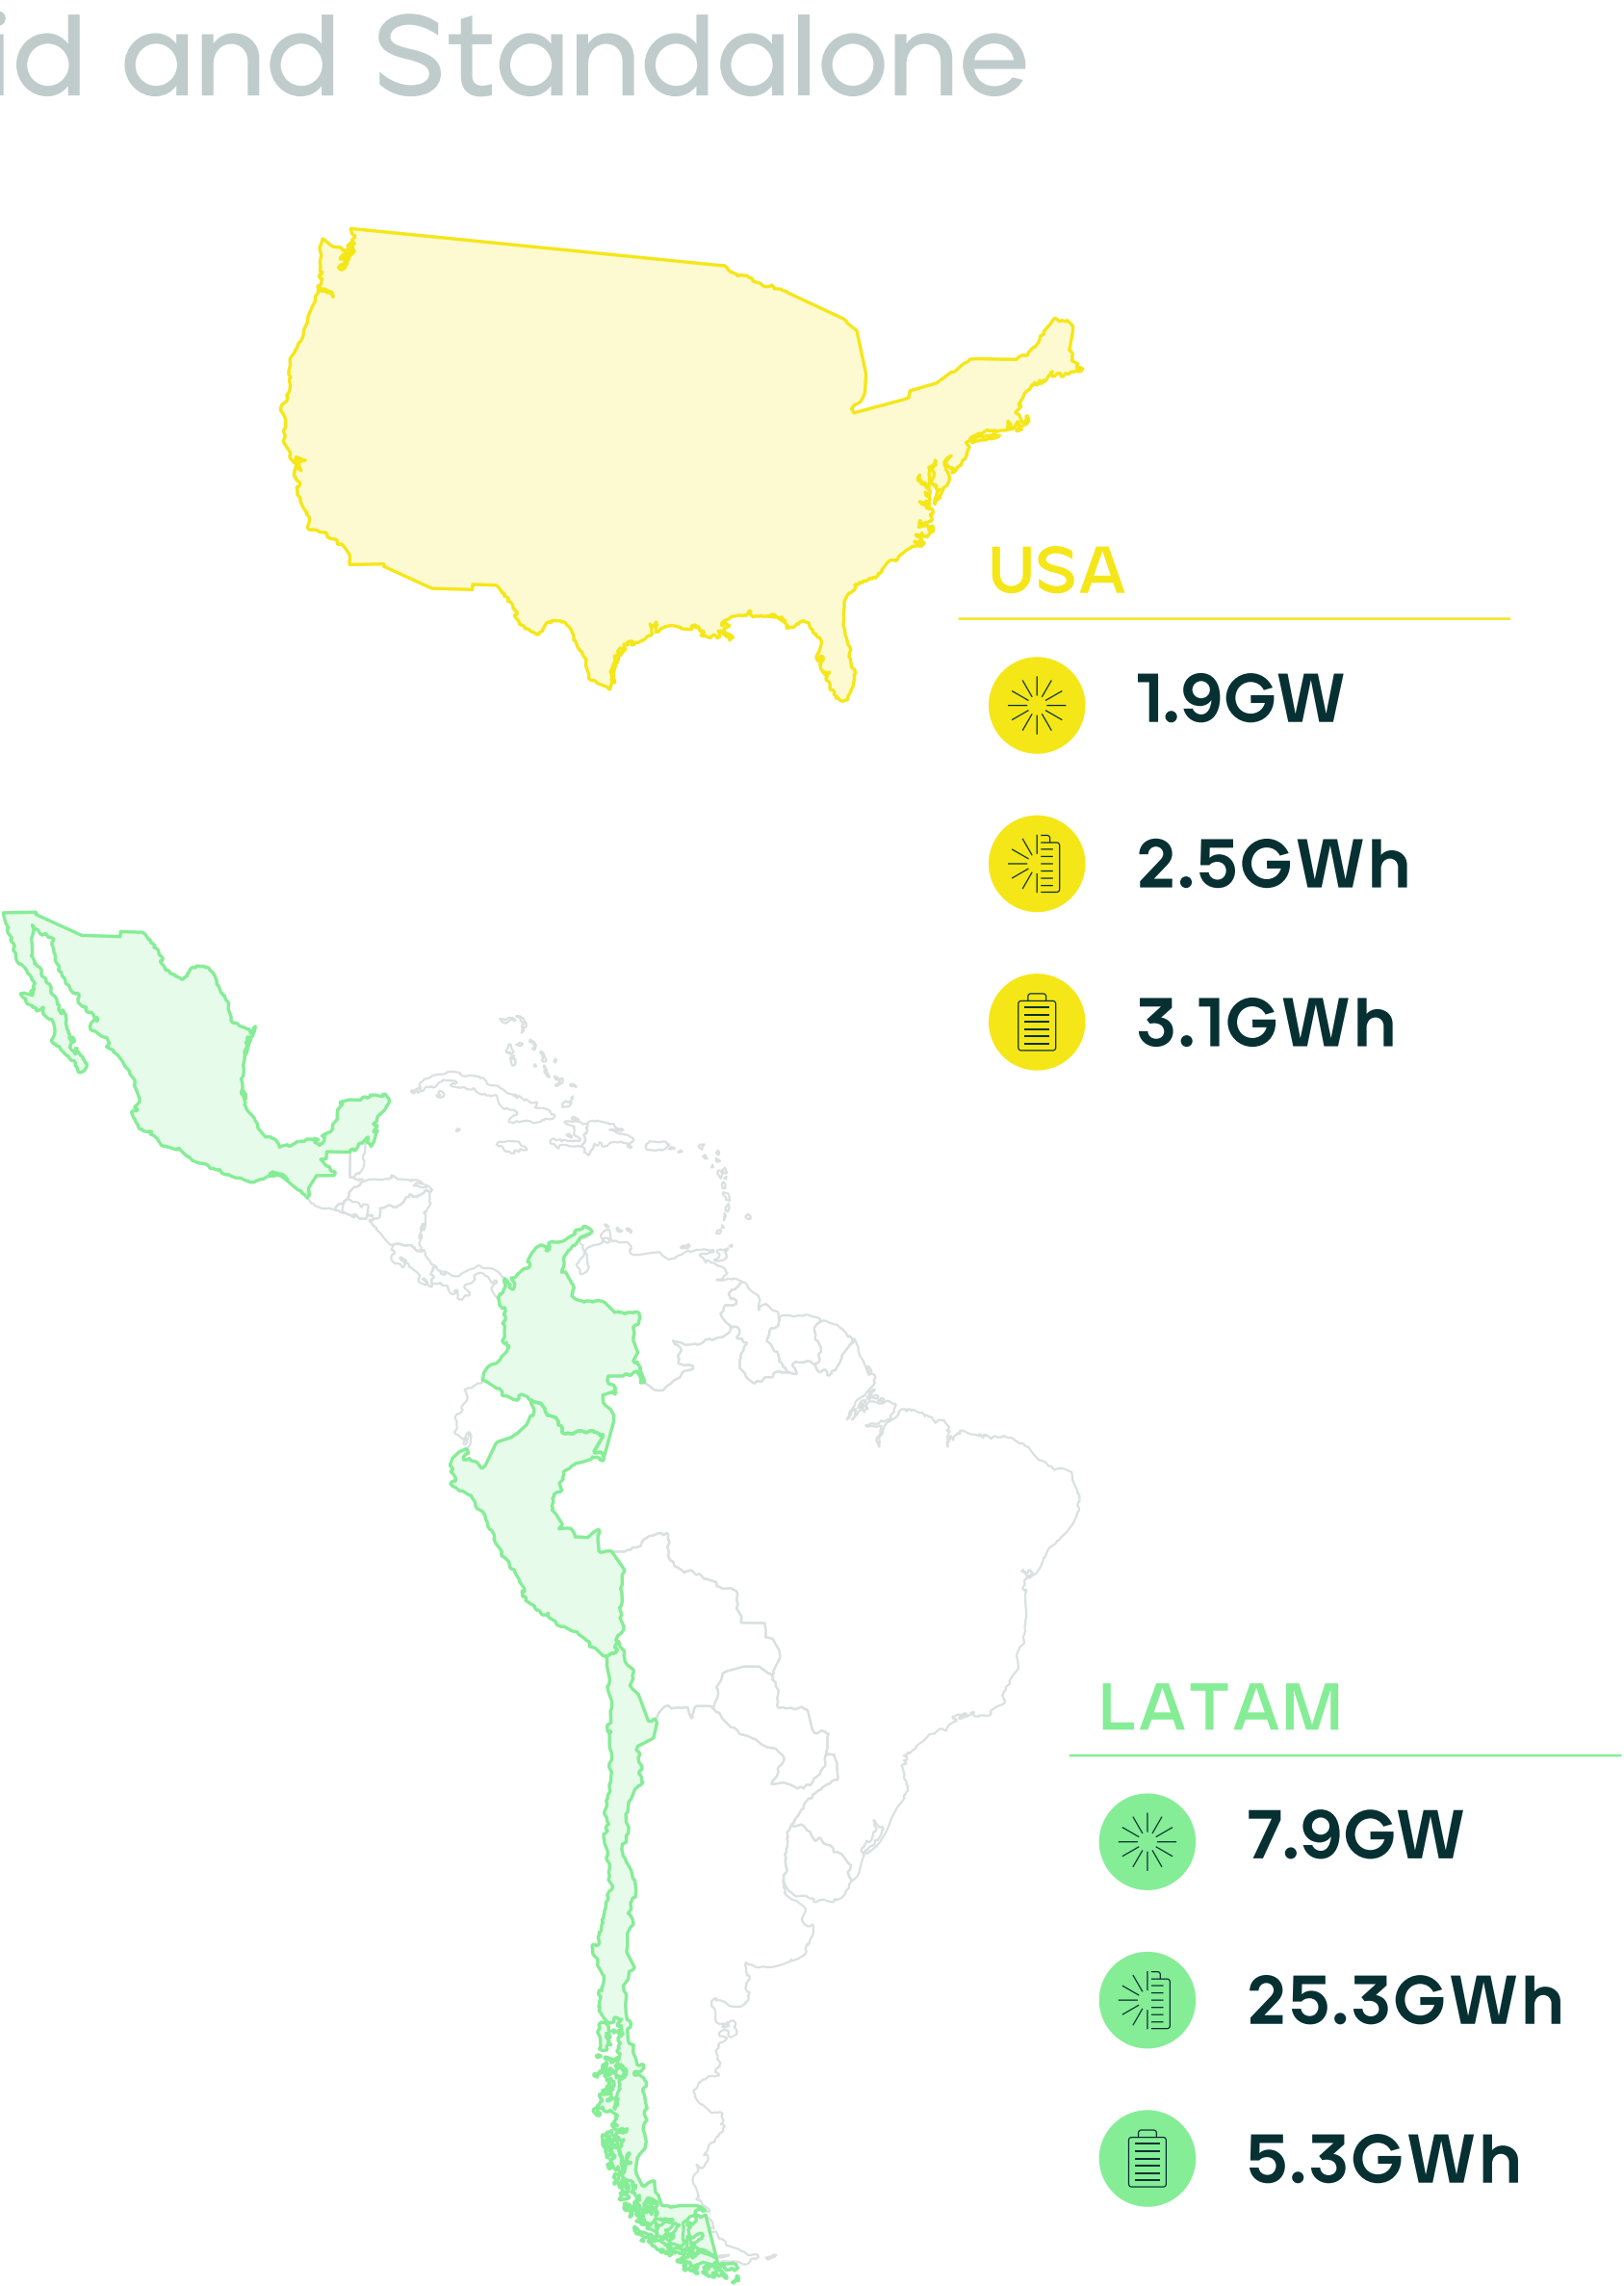 id and Standalone
USA
1.9GW
2.5GWh
3.1GWh
LATAM
7.9GW
25.3GWh
5.3GWh